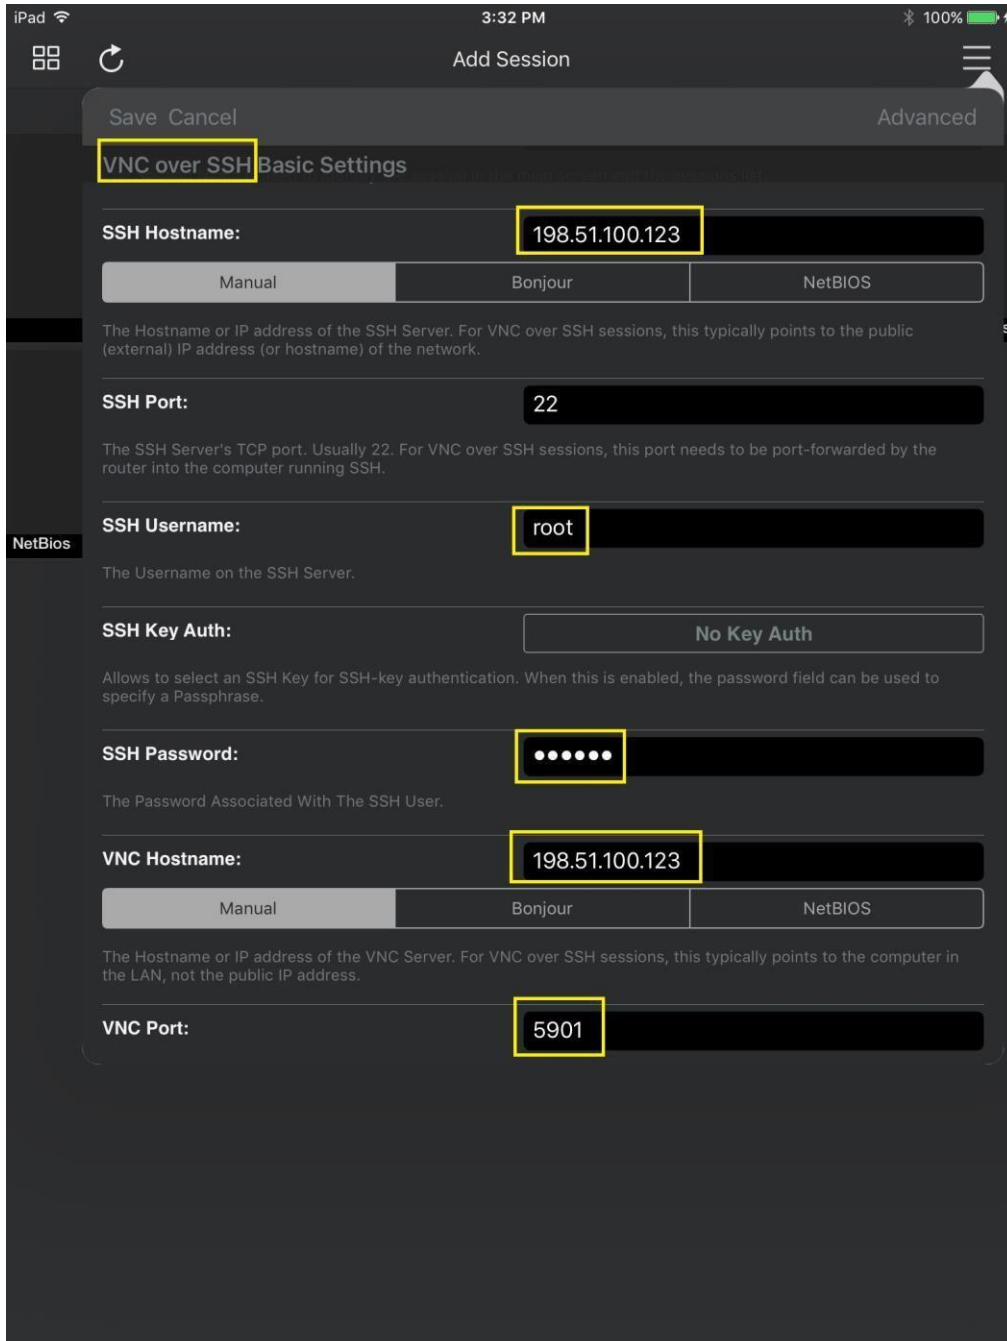 iPad 3:32 PM 100%
Add Session
Save Cancel Advanced
VNC over SSH Basic Settings
SSH Hostname: 198.51.100.123
Manual Bonjour NetBIOS
The Hostname or IP address of the SSH Server. For VNC over SSH sessions, this typically points to the public
(external) IP address (or hostname) of the network.
SSH Port: 22
The SSH Server's TCP port. Usually 22. For VNC over SSH sessions, this port needs to be port-forwarded by the
router into the computer running SSH.
SSH Username: root
NetBios
The Username on the SSH Server.
SSH Key Auth: No Key Auth
Allows to select an SSH Key for SSH-key authentication. When this is enabled, the password field can be used to
specify a Passphrase.
SSH Password: ●●●●●●
The Password Associated With The SSH User.
VNC Hostname: 198.51.100.123
Manual Bonjour NetBIOS
The Hostname or IP address of the VNC Server. For VNC over SSH sessions, this typically points to the computer in
the LAN, not the public IP address.
VNC Port: 5901